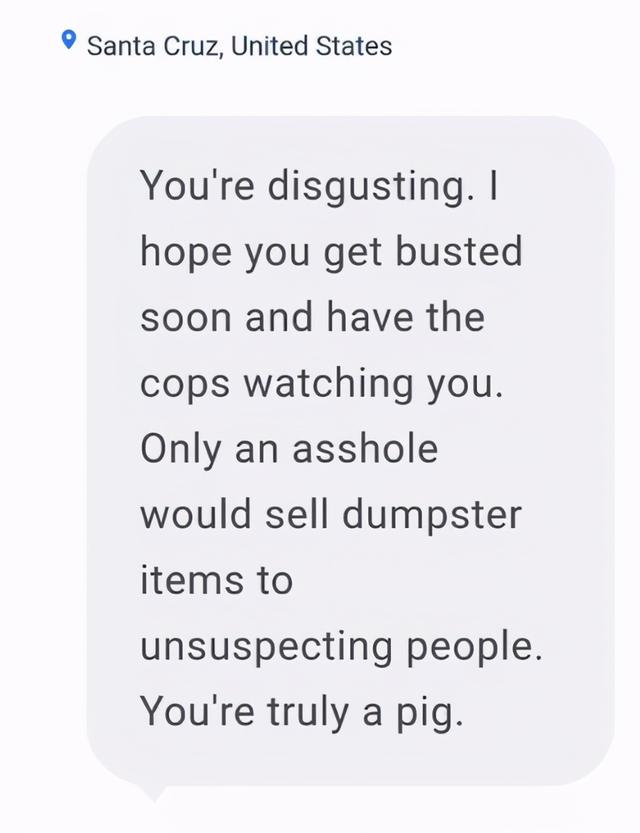 Santa Cruz, United States
You're disgusting. I
hope you get busted
soon and have the
cops watching you.
Only an asshole
would sell dumpster
items to
unsuspecting people.
You're truly a pig.